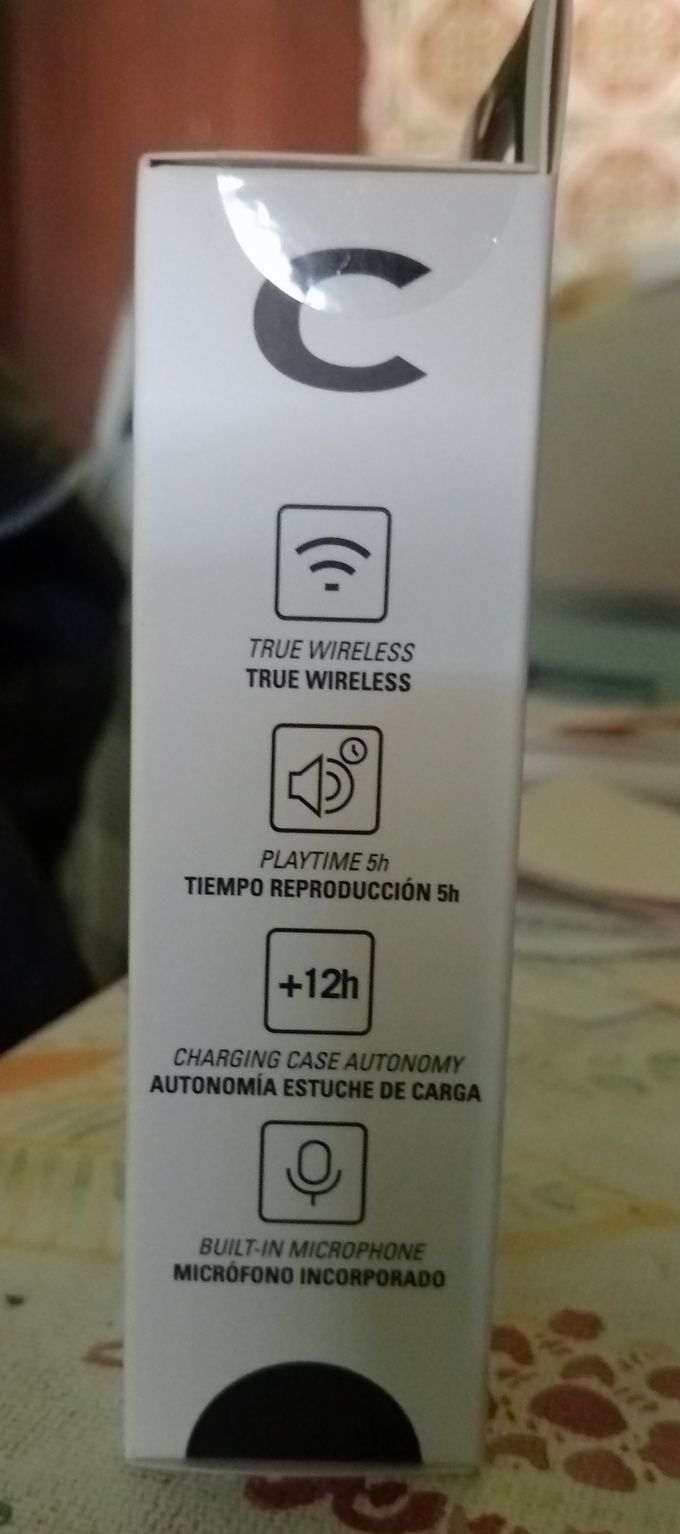 C
TRUE WIRELESS
TRUE WIRELESS
PLAYTIME 5h
TIEMPO REPRODUCCIÓN 5h
+12h
CHARGING CASE AUTONOMY
AUTONOMÍA ESTUCHE DE CARGA
BUILT-IN MICROPHONE
MICRÓFONO INCORPORADO